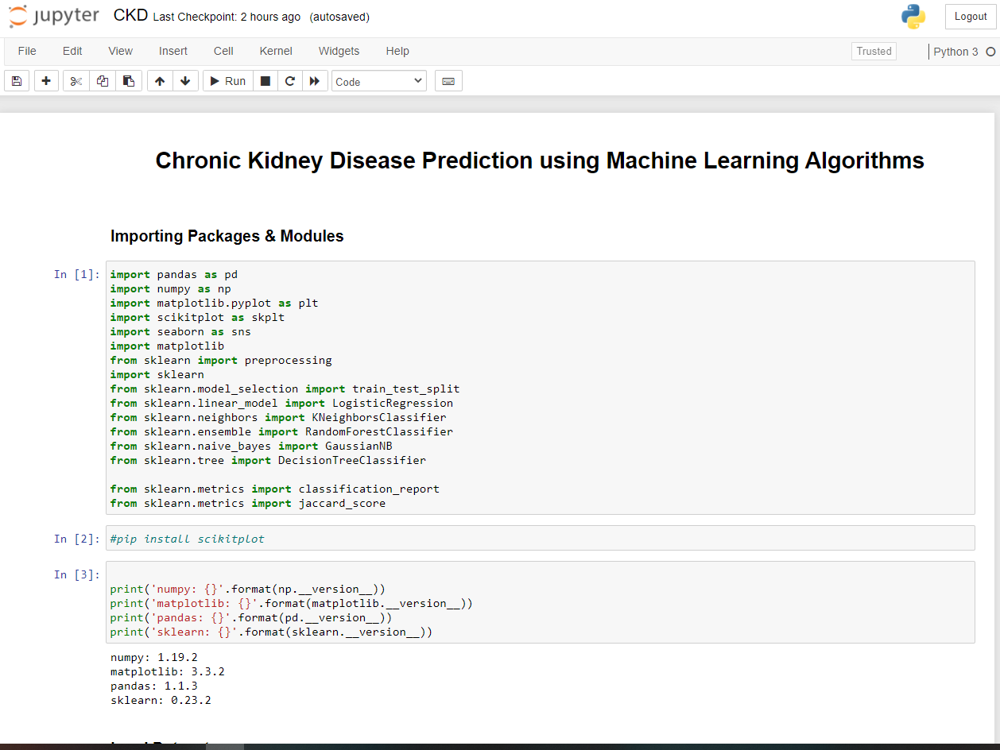 jupyter CKD Last Checkpoint: 2 hours ago (autosaved) Logout
File Edit View Insert Cell Kernel Widgets Help Trusted Python 3
Run Code
Chronic Kidney Disease Prediction using Machine Learning Algorithms
Importing Packages & Modules
In [1]: import pandas as pd
import numpy as np
import matplotlib.pyplot as plt
import scikitplot as skplt
import seaborn as sns
import matplotlib
from sklearn import preprocessing
import sklearn
from sklearn.model_selection import train_test_split
from sklearn.linear_model import LogisticRegression
from sklearn.neighbors import KNeighborsClassifier
from sklearn.ensemble import RandomForestClassifier
from sklearn.naive_bayes import GaussianNB
from sklearn.tree import DecisionTreeClassifier
from sklearn.metrics import classification_report
from sklearn.metrics import jaccard_score
In [2]: #pip install scikitplot
In [3]:
print('numpy: {}'.format(np.__version__))
print('matplotlib: {}'.format(matplotlib.__version__))
print('pandas: {}'.format(pd.__version__))
print('sklearn: {}'.format(sklearn.__version__))
numpy: 1.19.2
matplotlib: 3.3.2
pandas: 1.1.3
sklearn: 0.23.2